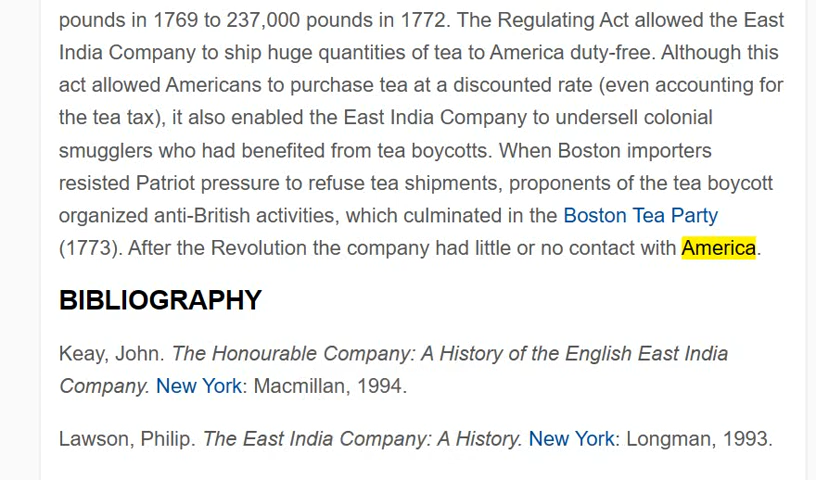 pounds in 1769 to 237,000 pounds in 1772. The Regulating Act allowed the East
India Company to ship huge quantities of tea to America duty-free. Although this
act allowed Americans to purchase tea at a discounted rate (even accounting for
the tea tax), it also enabled the East India Company to undersell colonial
smugglers who had benefited from tea boycotts. When Boston importers
resisted Patriot pressure to refuse tea shipments, proponents of the tea boycott
organized anti-British activities, which culminated in the Boston Tea Party
(1773). After the Revolution the company had little or no contact with America.
BIBLIOGRAPHY
Keay, John. The Honourable Company: A History of the English East India
Company. New York: Macmillan, 1994.
Lawson, Philip. The East India Company: A History. New York: Longman, 1993.